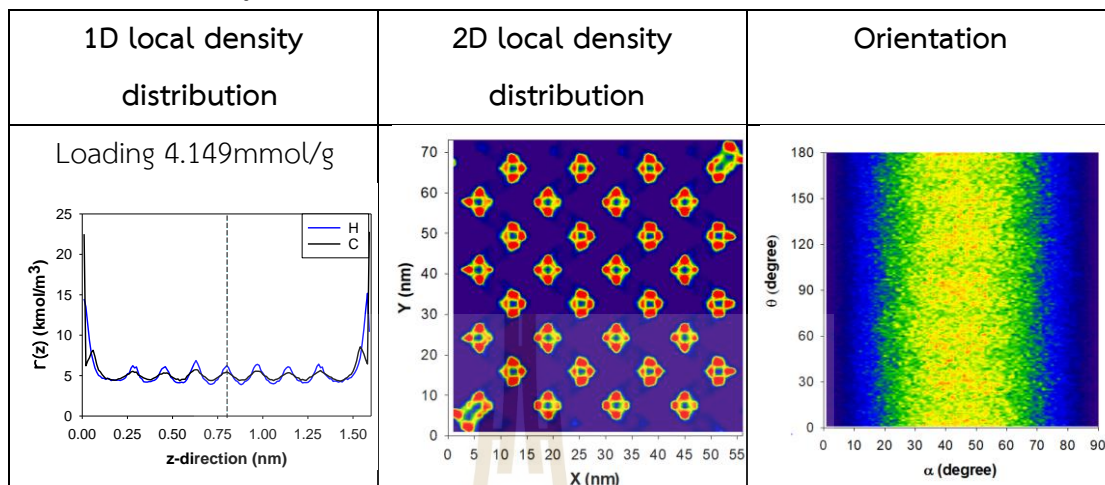 1D local density
distribution
2D local density
distribution
Orientation
Loading 4.149mmol/g
25
20
15
10
5
0
H
C
r(z) (kmol/m³)
0.00 0.25 0.50 0.75 1.00 1.25 1.50
z-direction (nm)
70
60
50
40
30
20
10
0
Y (nm)
0 5 10 15 20 25 30 35 40 45 50 55
X (nm)
180
150
120
90
60
30
0
θ (degree)
0 10 20 30 40 50 60 70 80 90
α (degree)